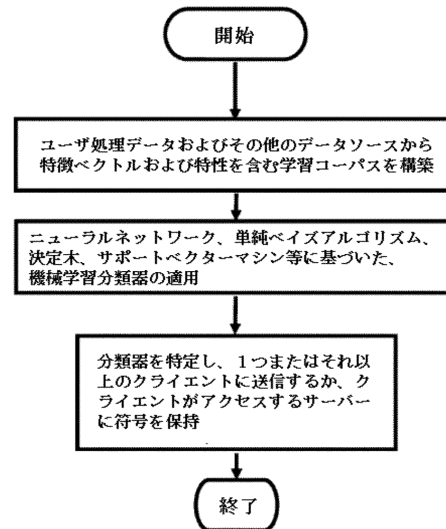 開始
ユーザ処理データおよびその他のデータソースから
特徴ベクトルおよび特性を含む学習コーパスを構築
ニューラルネットワーク、単純ベイズアルゴリズム、
決定木、サポートベクターマシン等に基づいた、
機械学習分類器の適用
分類器を特定し、１つまたはそれ以
上のクライエントに送信するか、ク
ライエントがアクセスするサーバー
に符号を保持
終了